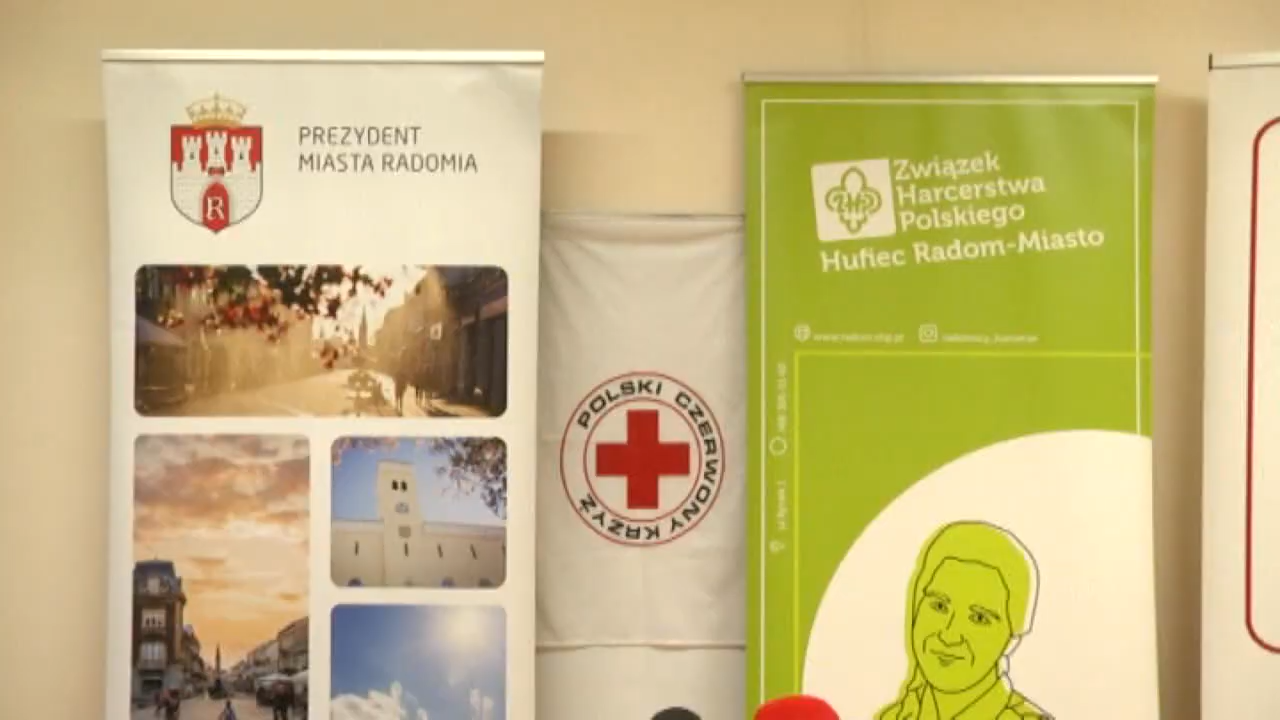 PREZYDENT
MIASTA RADOMIA
R
POLSKI CZERWONY KRZYŻ
Związek
Harcerstwa
Polskiego
Hufiec Radom-Miasto